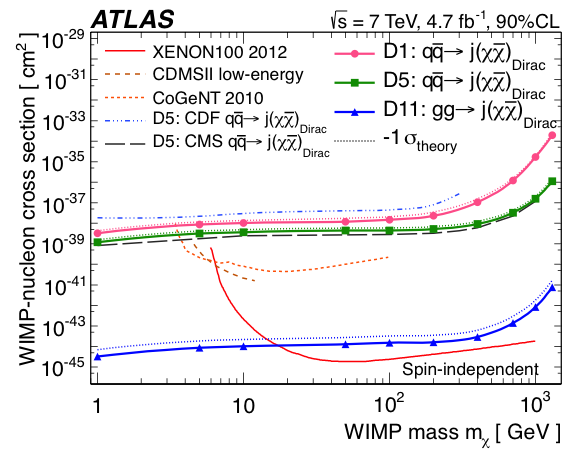 ATLAS
√s = 7 TeV, 4.7 fb⁻¹, 90%CL
WIMP-nucleon cross section [ cm² ]
10⁻²⁹
10⁻³¹
10⁻³³
10⁻³⁵
10⁻³⁷
10⁻³⁹
10⁻⁴¹
10⁻⁴³
10⁻⁴⁵
XENON100 2012
CDMSII low-energy
CoGeNT 2010
D5: CDF qq̅→ j(χχ̅)Dirac
D5: CMS qq̅→ j(χχ̅)Dirac
D1: qq̅→ j(χχ̅)Dirac
D5: qq̅→ j(χχ̅)Dirac
D11: gg→ j(χχ̅)Dirac
-1σtheory
Spin-independent
1
10
10²
10³
WIMP mass mχ [ GeV ]